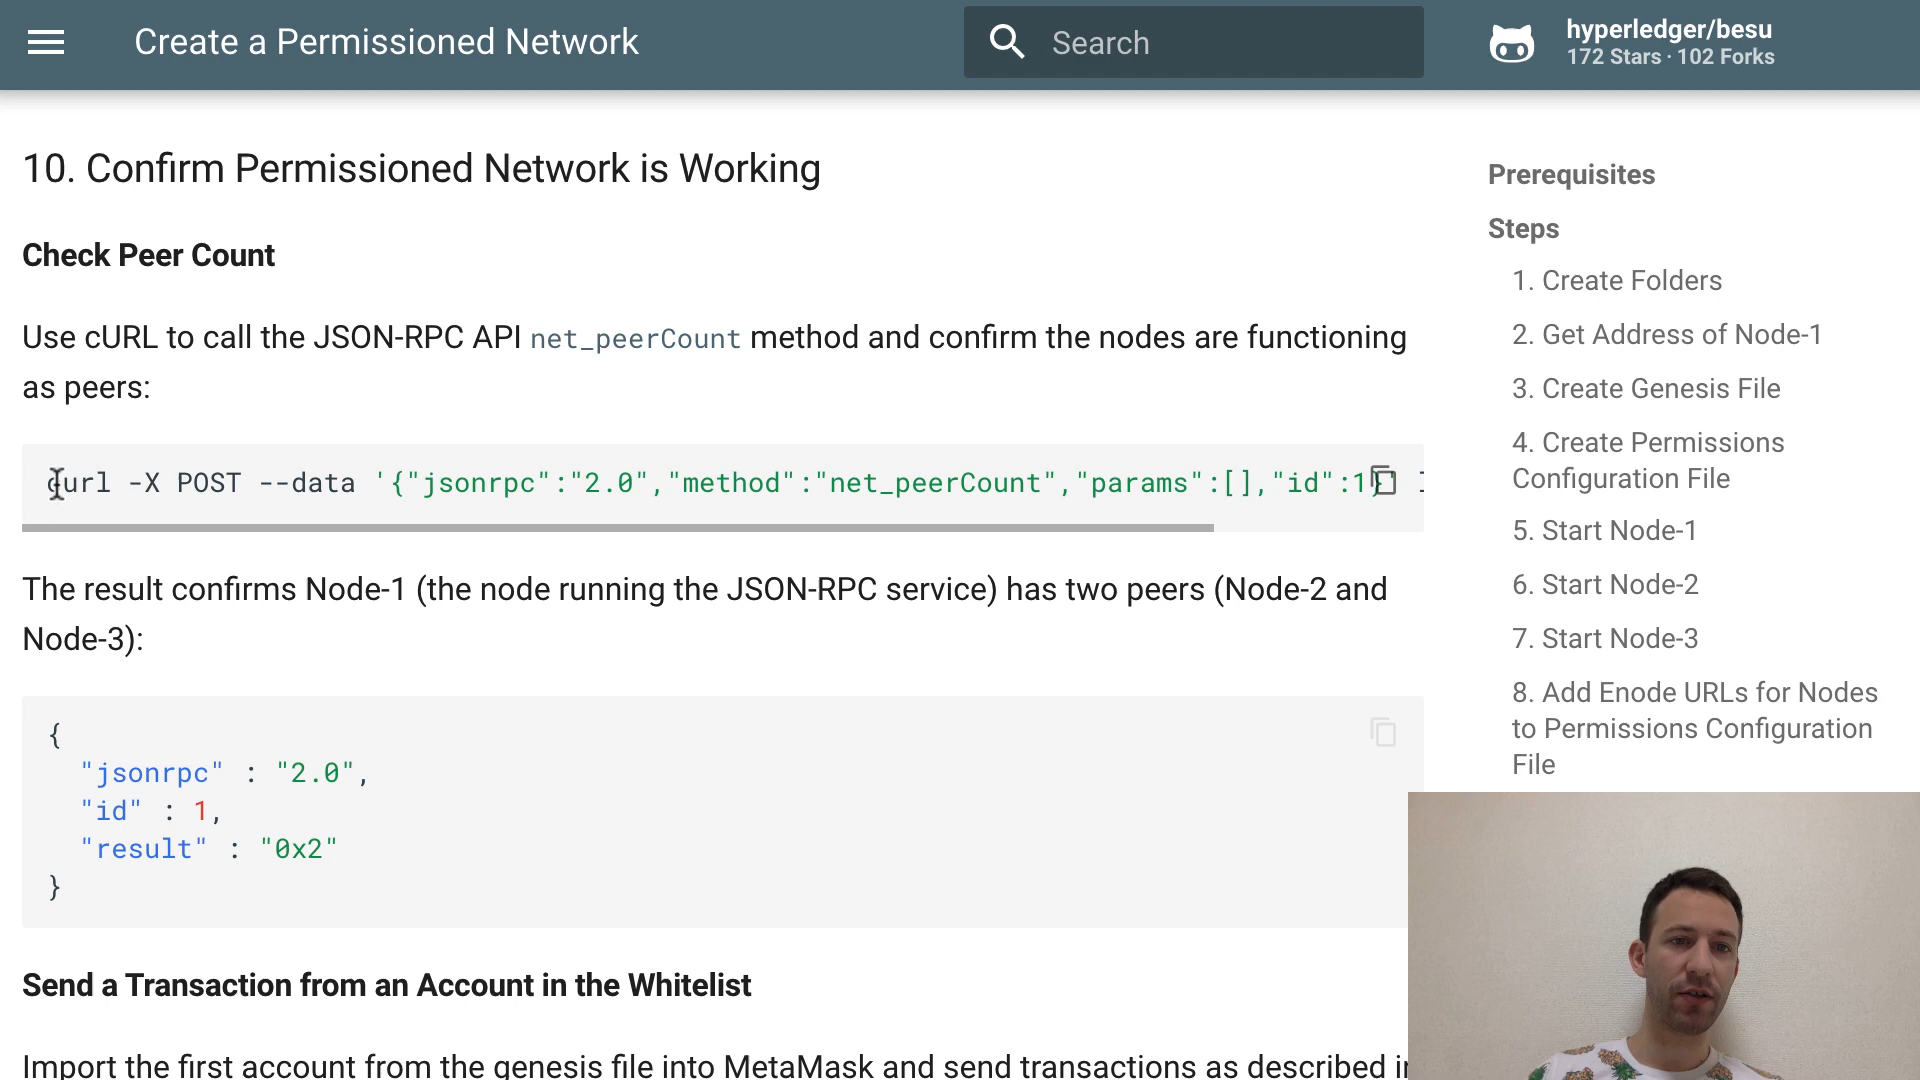 Create a Permissioned Network
Search
hyperledger/besu
172 Stars · 102 Forks
10. Confirm Permissioned Network is Working
Check Peer Count
Use cURL to call the JSON-RPC API net_peerCount method and confirm the nodes are functioning
as peers:
curl -X POST --data '{"jsonrpc":"2.0","method":"net_peerCount","params":[],"id":1}'
The result confirms Node-1 (the node running the JSON-RPC service) has two peers (Node-2 and
Node-3):
{
"jsonrpc" : "2.0",
"id" : 1,
"result" : "0x2"
}
Send a Transaction from an Account in the Whitelist
Import the first account from the genesis file into MetaMask and send transactions as described
Prerequisites
Steps
1. Create Folders
2. Get Address of Node-1
3. Create Genesis File
4. Create Permissions
Configuration File
5. Start Node-1
6. Start Node-2
7. Start Node-3
8. Add Enode URLs for Nodes
to Permissions Configuration
File